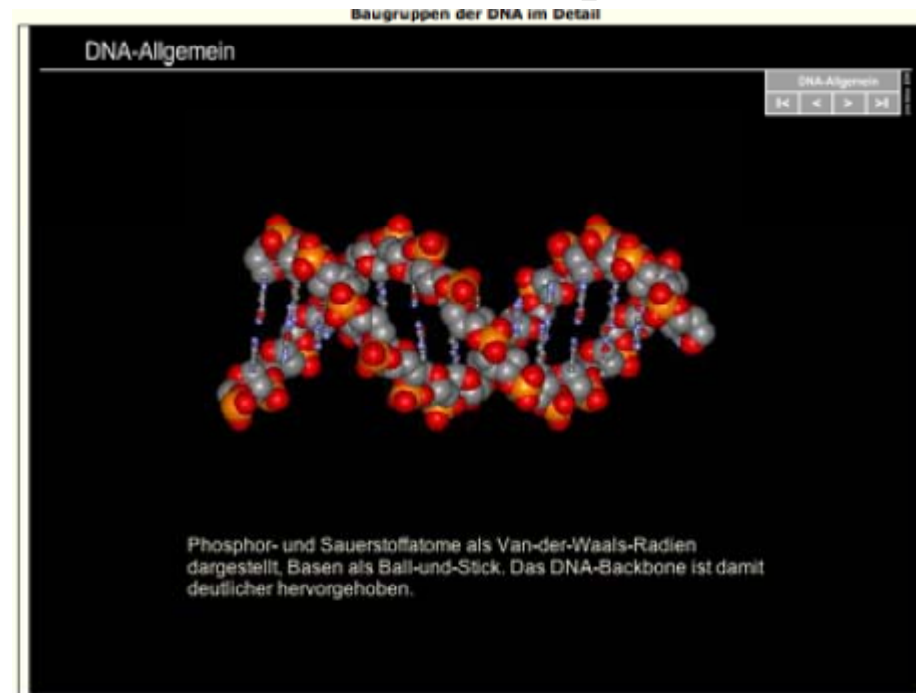 Baugruppen der DNA im Detail
DNA-Allgemein
DNA-Allgemein
I< < > >I
Phosphor- und Sauerstoffatome als Van-der-Waals-Radien
dargestellt, Basen als Ball-und-Stick. Das DNA-Backbone ist damit
deutlicher hervorgehoben.